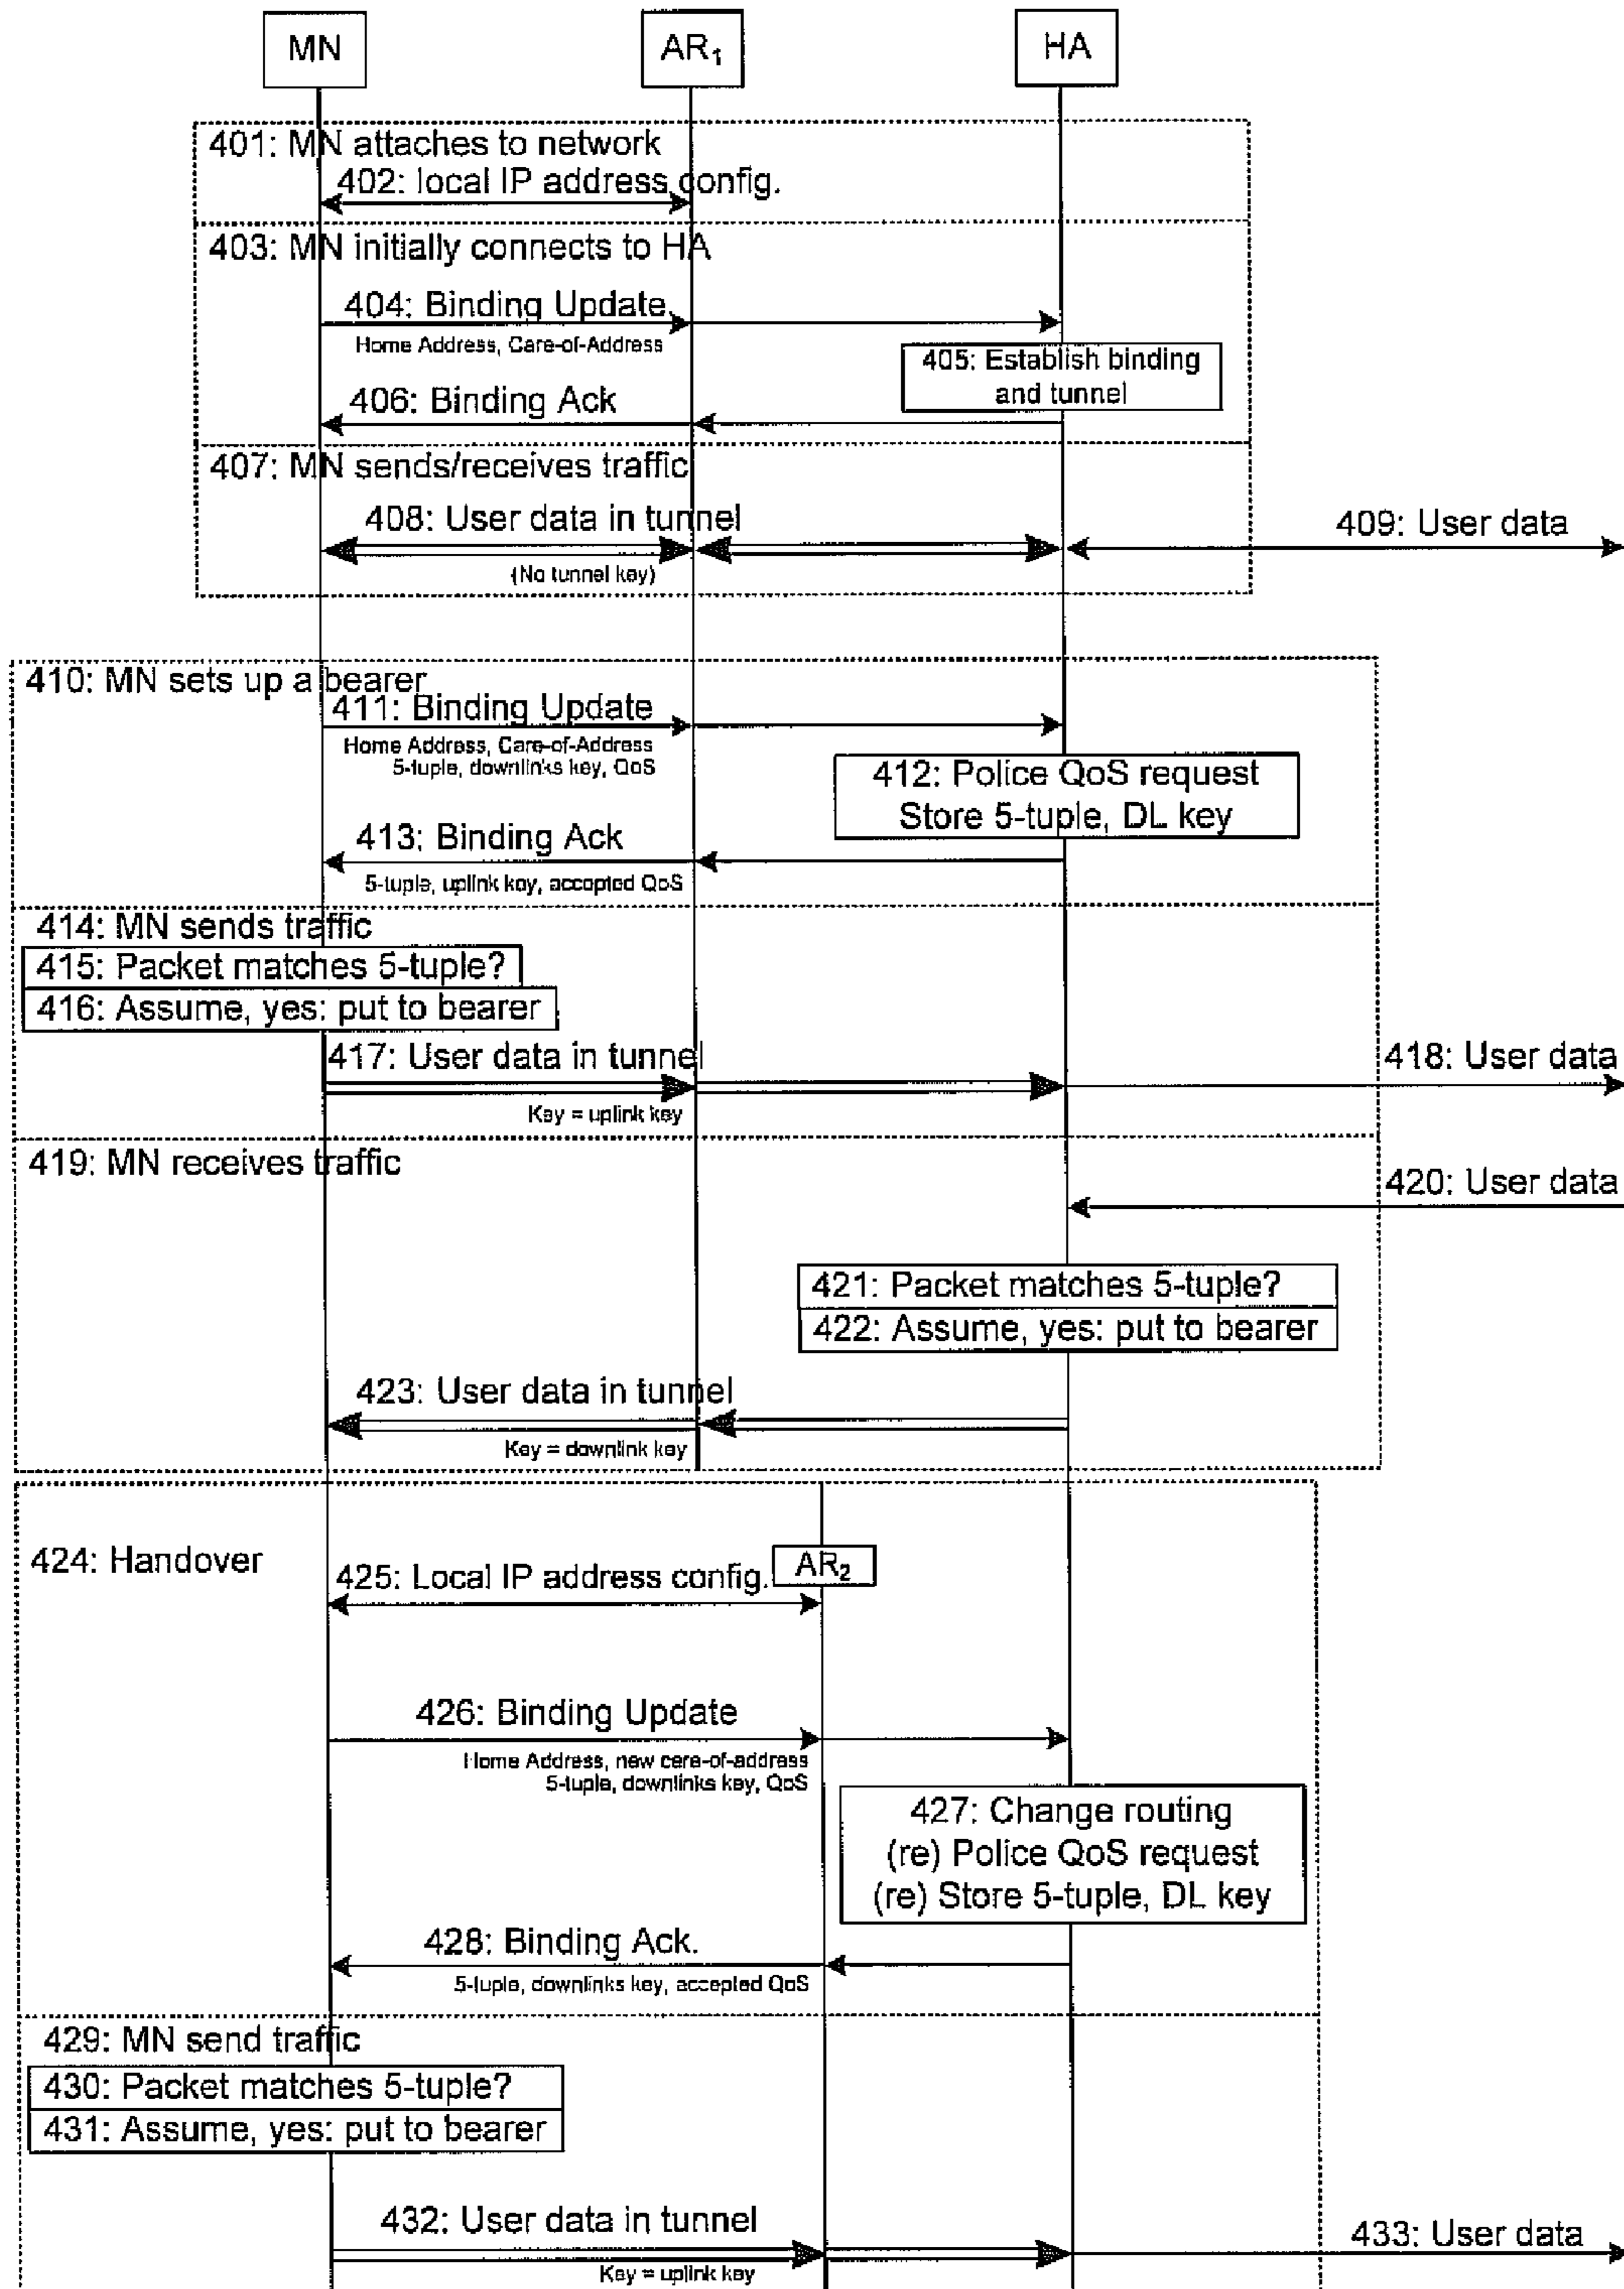 MN
AR₁
HA
401: MN attaches to network
402: local IP address config.
403: MN initially connects to HA
404: Binding Update
Home Address, Care-of-Address
405: Establish binding
and tunnel
406: Binding Ack
407: MN sends/receives traffic
408: User data in tunnel
409: User data
(No tunnel key)
410: MN sets up a bearer
411: Binding Update
Home Address, Care-of-Address
5-tuple, downlinks key, QoS
412: Police QoS request
Store 5-tuple, DL key
413: Binding Ack
5-tuple, uplink key, accepted QoS
414: MN sends traffic
415: Packet matches 5-tuple?
416: Assume, yes: put to bearer
417: User data in tunnel
418: User data
Key = uplink key
419: MN receives traffic
420: User data
421: Packet matches 5-tuple?
422: Assume, yes: put to bearer
423: User data in tunnel
Key = downlink key
424: Handover
425: Local IP address config.
AR₂
426: Binding Update
Home Address, new care-of-address
5-tuple, downlinks key, QoS
427: Change routing
(re) Police QoS request
(re) Store 5-tuple, DL key
428: Binding Ack.
5-tuple, downlinks key, accepted QoS
429: MN send traffic
430: Packet matches 5-tuple?
431: Assume, yes: put to bearer
432: User data in tunnel
433: User data
Key = uplink key